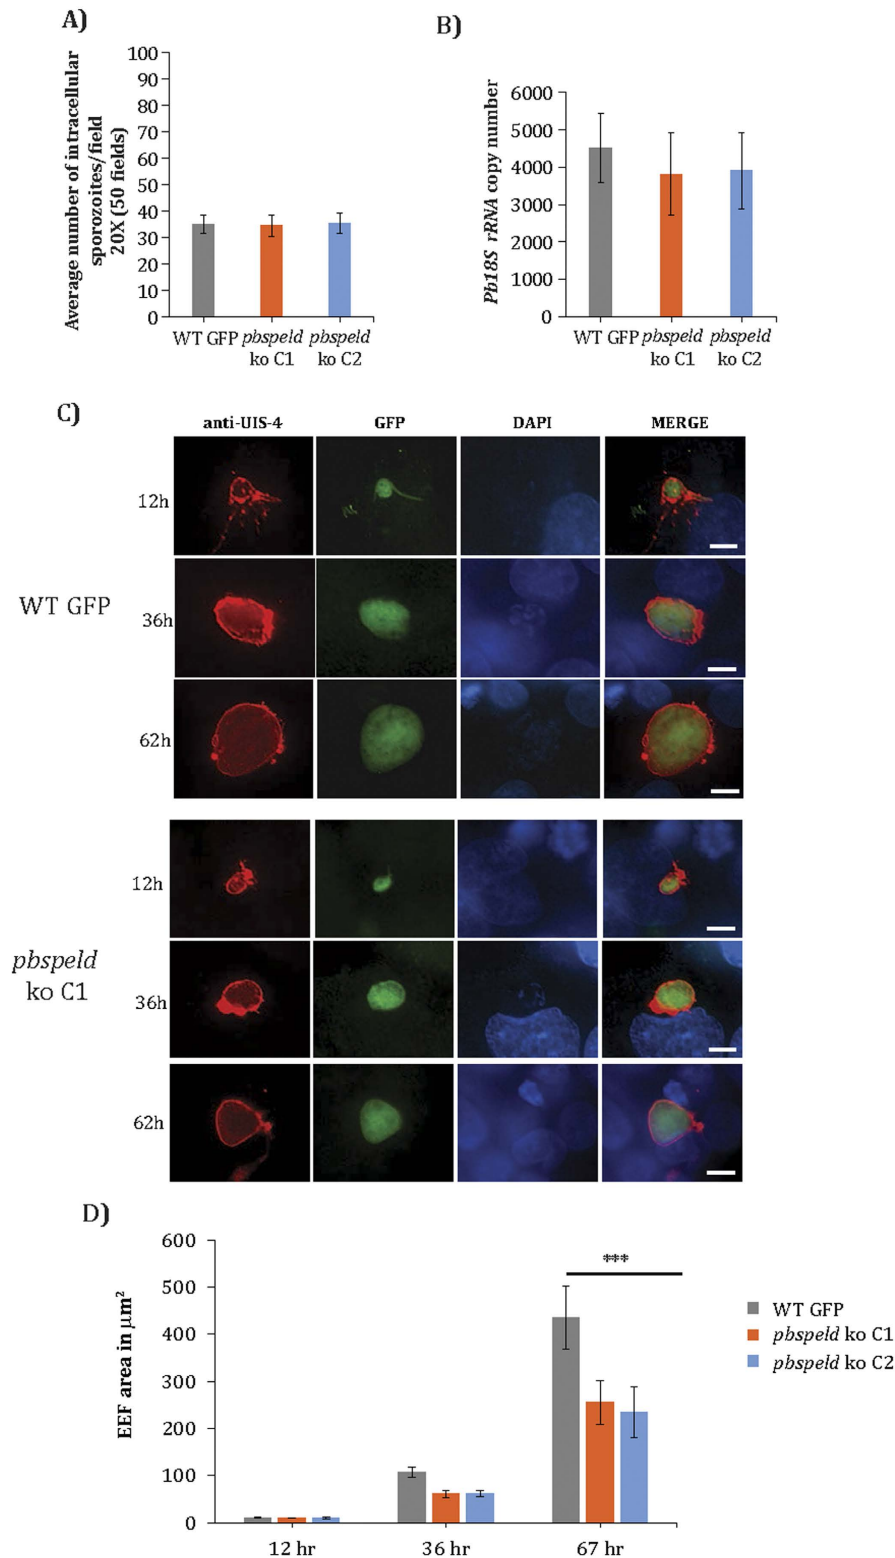 A)
Average number of intracellular
sporozoites/field
20X (50 fields)
100
90
80
70
60
50
40
30
20
10
0
WT GFP pbspeld pbspeld
ko C1 ko C2
B)
Pb18S rRNA copy number
6000
5000
4000
3000
2000
1000
0
WT GFP pbspeld pbspeld
ko C1 ko C2
C)
anti-UIS-4 GFP DAPI MERGE
12h
WT GFP
36h
62h
12h
pbspeld
ko C1
36h
62h
D)
EEF area in µm²
600
500
400
300
200
100
0
***
12 hr 36 hr 67 hr
WT GFP
pbspeld ko C1
pbspeld ko C2